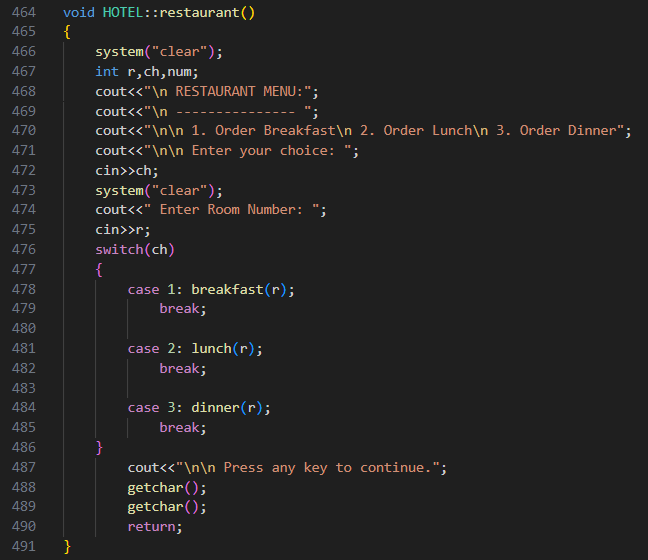 464 void HOTEL::restaurant()
465 {
466     system("clear");
467     int r,ch,num;
468     cout<<"\n RESTAURANT MENU:";
469     cout<<"\n --------------- ";
470     cout<<"\n\n 1. Order Breakfast\n 2. Order Lunch\n 3. Order Dinner";
471     cout<<"\n\n Enter your choice: ";
472     cin>>ch;
473     system("clear");
474     cout<<" Enter Room Number: ";
475     cin>>r;
476     switch(ch)
477     {
478         case 1: breakfast(r);
479             break;
480
481         case 2: lunch(r);
482             break;
483
484         case 3: dinner(r);
485             break;
486     }
487         cout<<"\n\n Press any key to continue.";
488         getchar();
489         getchar();
490         return;
491 }